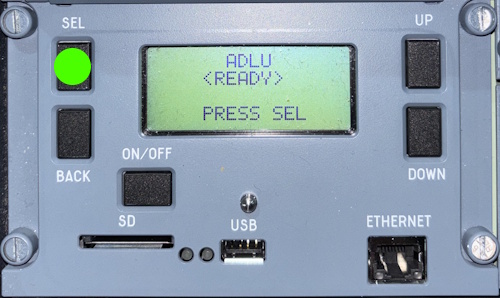 SEL
UP
ADLU
<READY>
PRESS SEL
ON/OFF
BACK
DOWN
SD
USB
ETHERNET